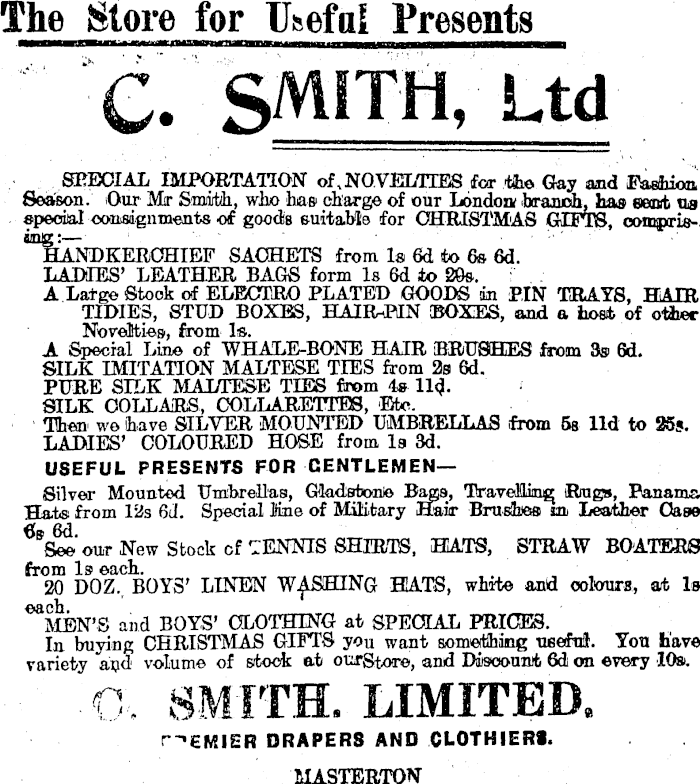 The Store for Useful Presents
C. SMITH, Ltd
SPECIAL IMPORTATION of NOVELTIES for the Gay and Fashion
Season. Our Mr Smith, who has charge of our London branch, has sent us
special consignments of goods suitable for CHRISTMAS GIFTS, compris-
ing:—
HANDKERCHIEF SACHETS from 1s 6d to 6s 6d.
LADIES' LEATHER BAGS form 1s 6d to 20s.
A Large Stock of ELECTRO PLATED GOODS in PIN TRAYS, HAIR
TIDIES, STUD BOXES, HAIR-PIN BOXES, and a host of other
Novelties, from 1s.
A Special Line of WHALE-BONE HAIR BRUSHES from 3s 6d.
SILK IMITATION MALTESE TIES from 2s 6d.
PURE SILK MALTESE TIES from 4s 11d.
SILK COLLARS, COLLARETTES, Etc.
Then we have SILVER MOUNTED UMBRELLAS from 5s 11d to 25s.
LADIES' COLOURED HOSE from 1s 3d.
USEFUL PRESENTS FOR GENTLEMEN—
Silver Mounted Umbrellas, Gladstone Bags, Travelling Rugs, Panama
Hats from 12s 6d. Special line of Military Hair Brushes in Leather Case
6s 6d.
See our New Stock of TENNIS SHIRTS, HATS, STRAW BOATERS
from 1s each.
20 DOZ. BOYS' LINEN WASHING HATS, white and colours, at 1s
each.
MEN'S and BOYS' CLOTHING at SPECIAL PRICES.
In buying CHRISTMAS GIFTS you want something useful. You have
variety and volume of stock at ourStore, and Discount 6d on every 10s.
C. SMITH. LIMITED.
PREMIER DRAPERS AND CLOTHIERS.
MASTERTON